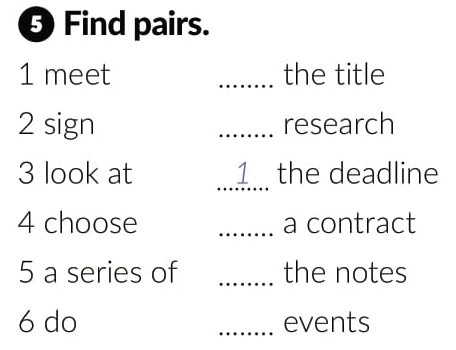 5 Find pairs.
1 meet ........ the title
2 sign ........ research
3 look at ...1... the deadline
4 choose ........ a contract
5 a series of ........ the notes
6 do ........ events